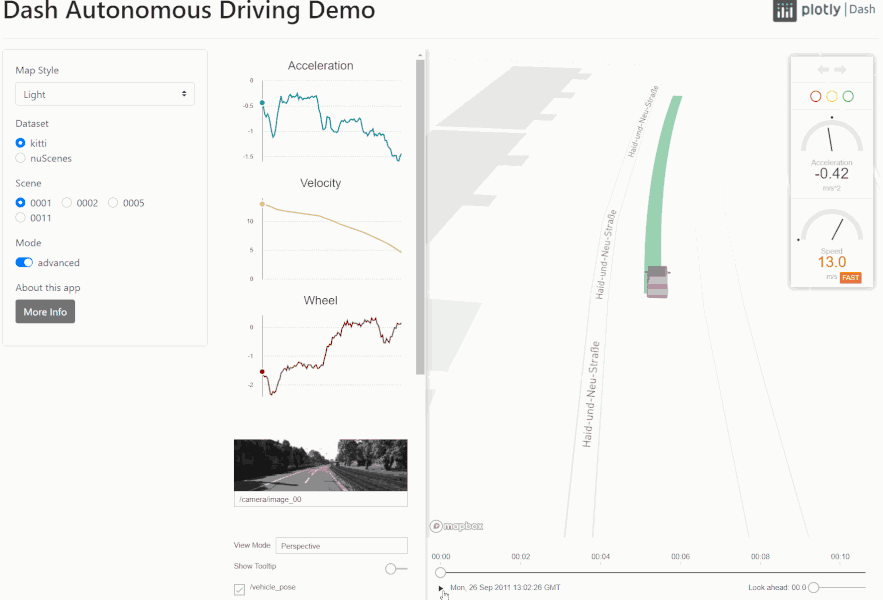 Dash Autonomous Driving Demo
plotly | Dash
Map Style
Light
Dataset
kitti
nuScenes
Scene
0001
0002
0005
0011
Mode
advanced
About this app
More Info
Acceleration
0
-0.5
-1
-1.5
Velocity
10
5
0
Wheel
0
-1
-2
/camera/image_00
View Mode
Perspective
Show Tooltip
/vehicle_pose
Haid-und-Neu-Straße
Haid-und-Neu-Straße
Haid-und-Neu-Straße
mapbox
Acceleration
-0.42
m/s^2
Speed
13.0
m/s FAST
00:00 00:02 00:04 00:06 00:08 00:10
Mon, 26 Sep 2011 13:02:26 GMT
Look ahead: 00.0